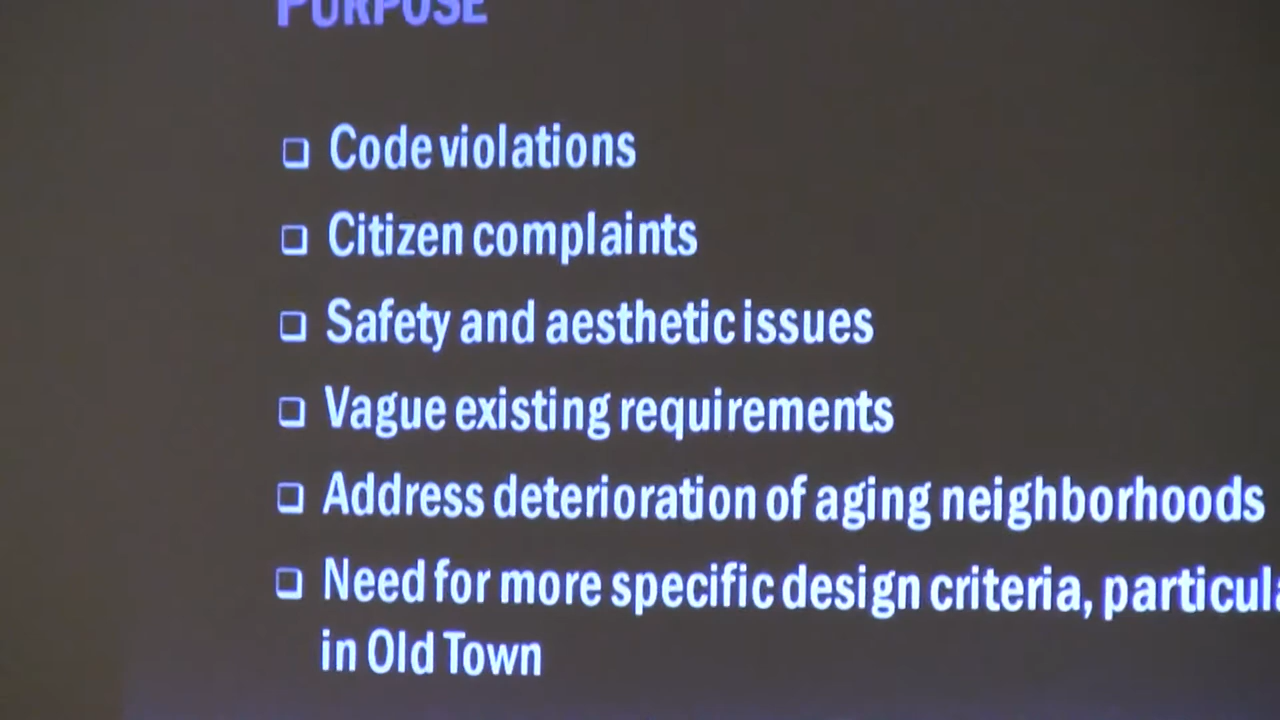 PURPOSE
❑ Code violations
❑ Citizen complaints
❑ Safety and aesthetic issues
❑ Vague existing requirements
❑ Address deterioration of aging neighborhoods
❑ Need for more specific design criteria,
in Old Town